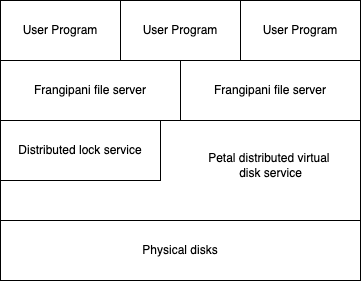 User Program
User Program
User Program
Frangipani file server
Frangipani file server
Distributed lock service
Petal distributed virtual
disk service
Physical disks